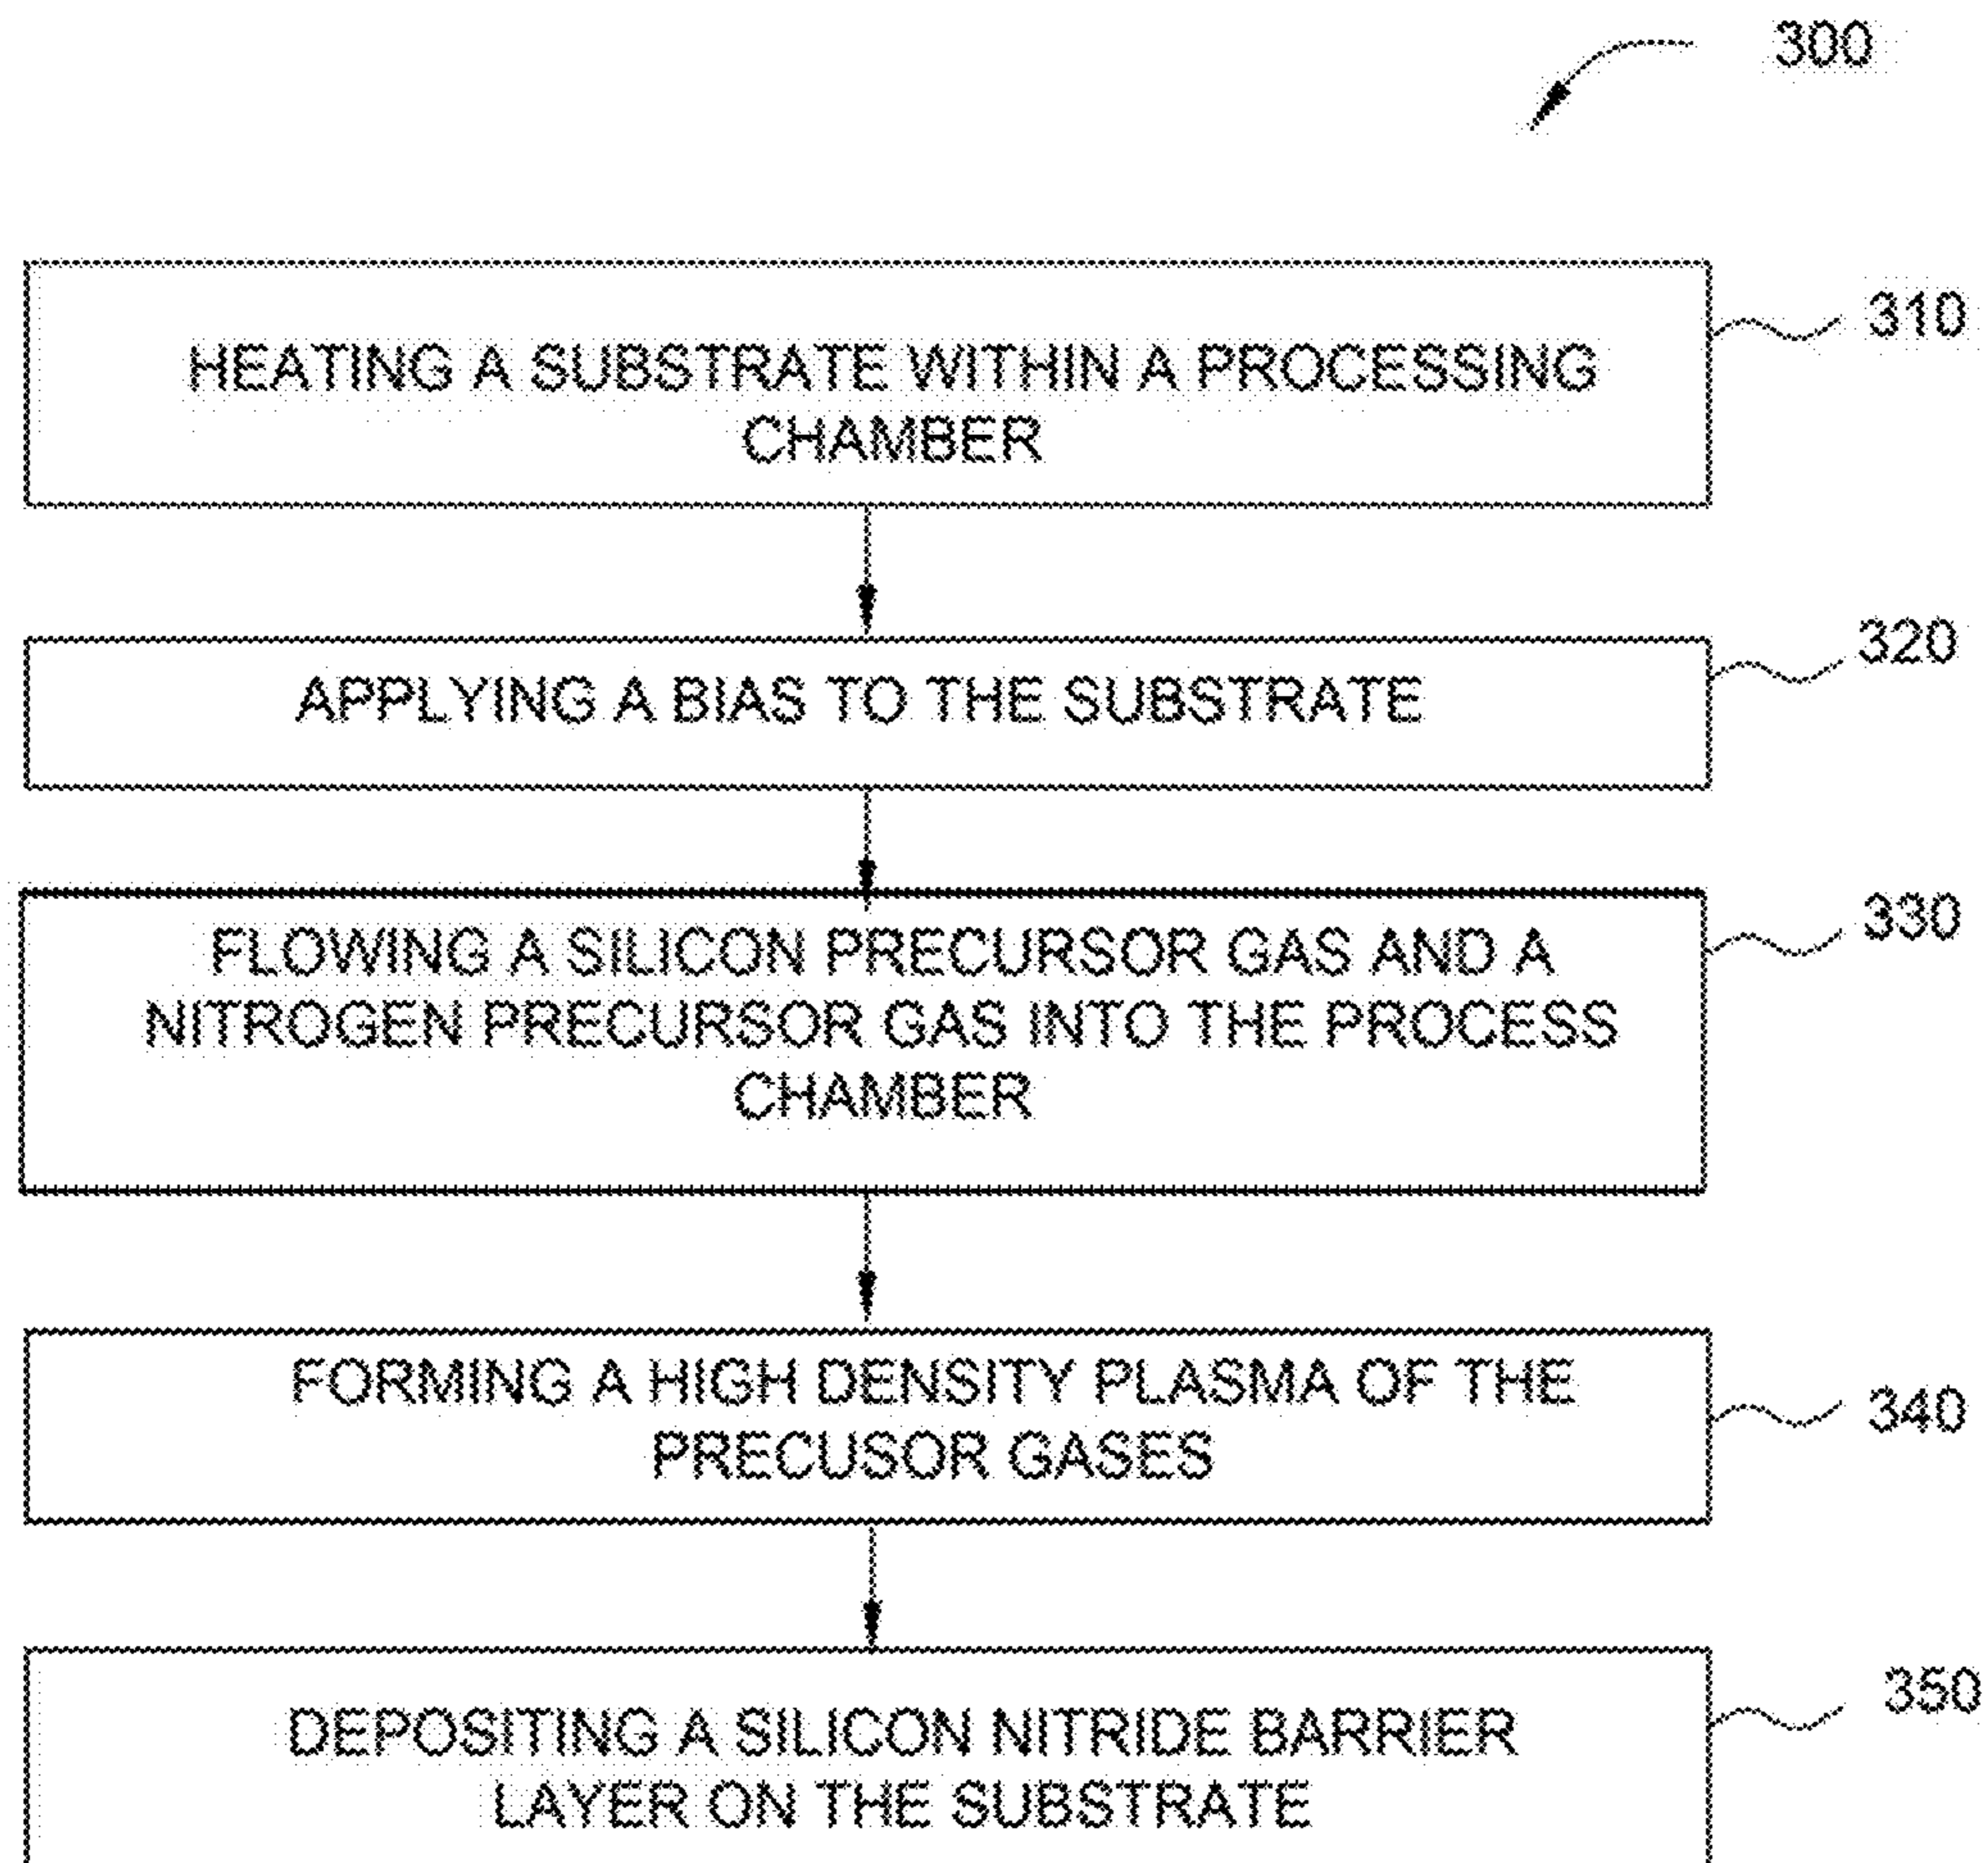 300
HEATING A SUBSTRATE WITHIN A PROCESSING
CHAMBER
310
APPLYING A BIAS TO THE SUBSTRATE
320
FLOWING A SILICON PRECURSOR GAS AND A
NITROGEN PRECURSOR GAS INTO THE PROCESS
CHAMBER
330
FORMING A HIGH DENSITY PLASMA OF THE
PRECUSOR GASES
340
DEPOSITING A SILICON NITRIDE BARRIER
LAYER ON THE SUBSTRATE
350